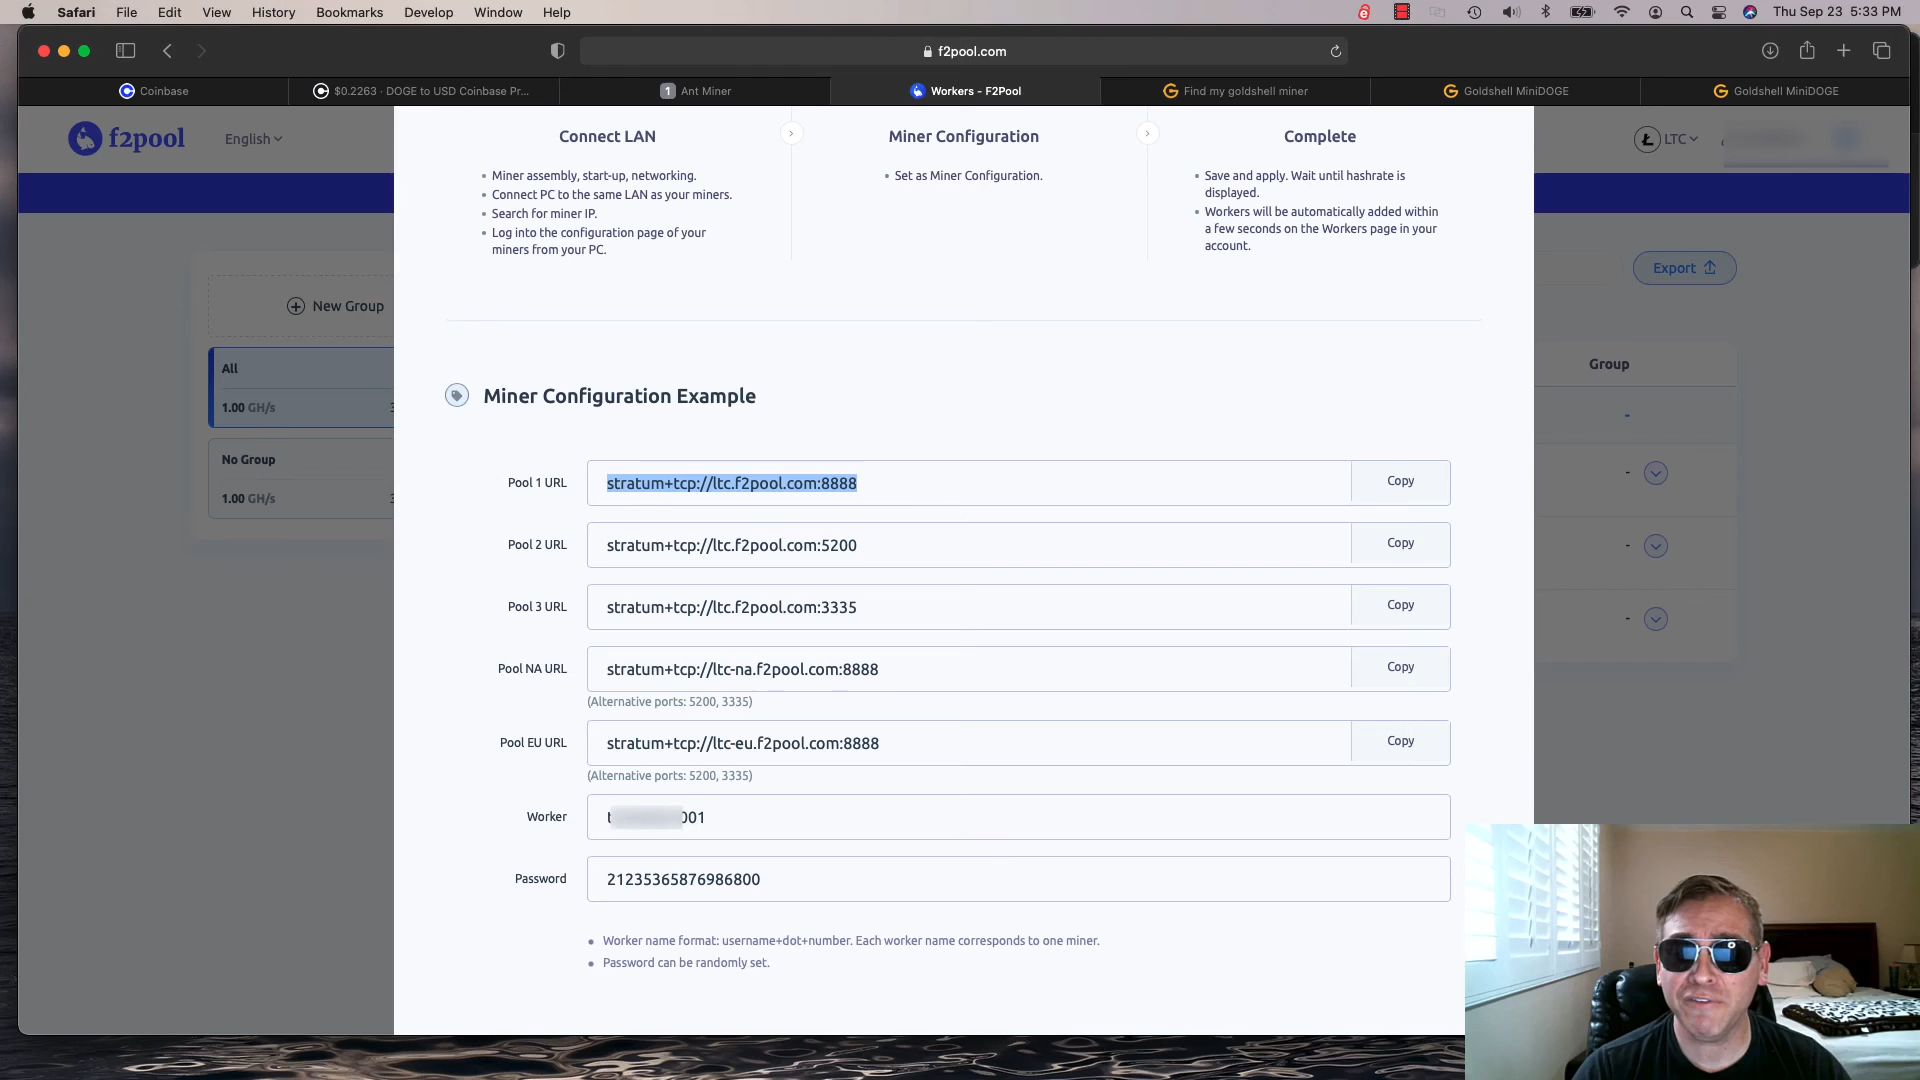 Safari File Edit View History Bookmarks Develop Window Help Thu Sep 23 5:33 PM
f2pool.com
Coinbase
$0.2263 · DOGE to USD Coinbase Pr...
1 Ant Miner
Workers - F2Pool
Find my goldshell miner
Goldshell MiniDOGE
Goldshell MiniDOGE
f2pool
English
LTC
Connect LAN
Miner assembly, start-up, networking.
Connect PC to the same LAN as your miners.
Search for miner IP.
Log into the configuration page of your
miners from your PC.
Miner Configuration
Set as Miner Configuration.
Complete
Save and apply. Wait until hashrate is
displayed.
Workers will be automatically added within
a few seconds on the Workers page in your
account.
Export
New Group
All
1.00 GH/s
No Group
1.00 GH/s
Group
-
-
-
-
Miner Configuration Example
Pool 1 URL stratum+tcp://ltc.f2pool.com:8888 Copy
Pool 2 URL stratum+tcp://ltc.f2pool.com:5200 Copy
Pool 3 URL stratum+tcp://ltc.f2pool.com:3335 Copy
Pool NA URL stratum+tcp://ltc-na.f2pool.com:8888 Copy
(Alternative ports: 5200, 3335)
Pool EU URL stratum+tcp://ltc-eu.f2pool.com:8888 Copy
(Alternative ports: 5200, 3335)
Worker t 001
Password 21235365876986800
Worker name format: username+dot+number. Each worker name corresponds to one miner.
Password can be randomly set.